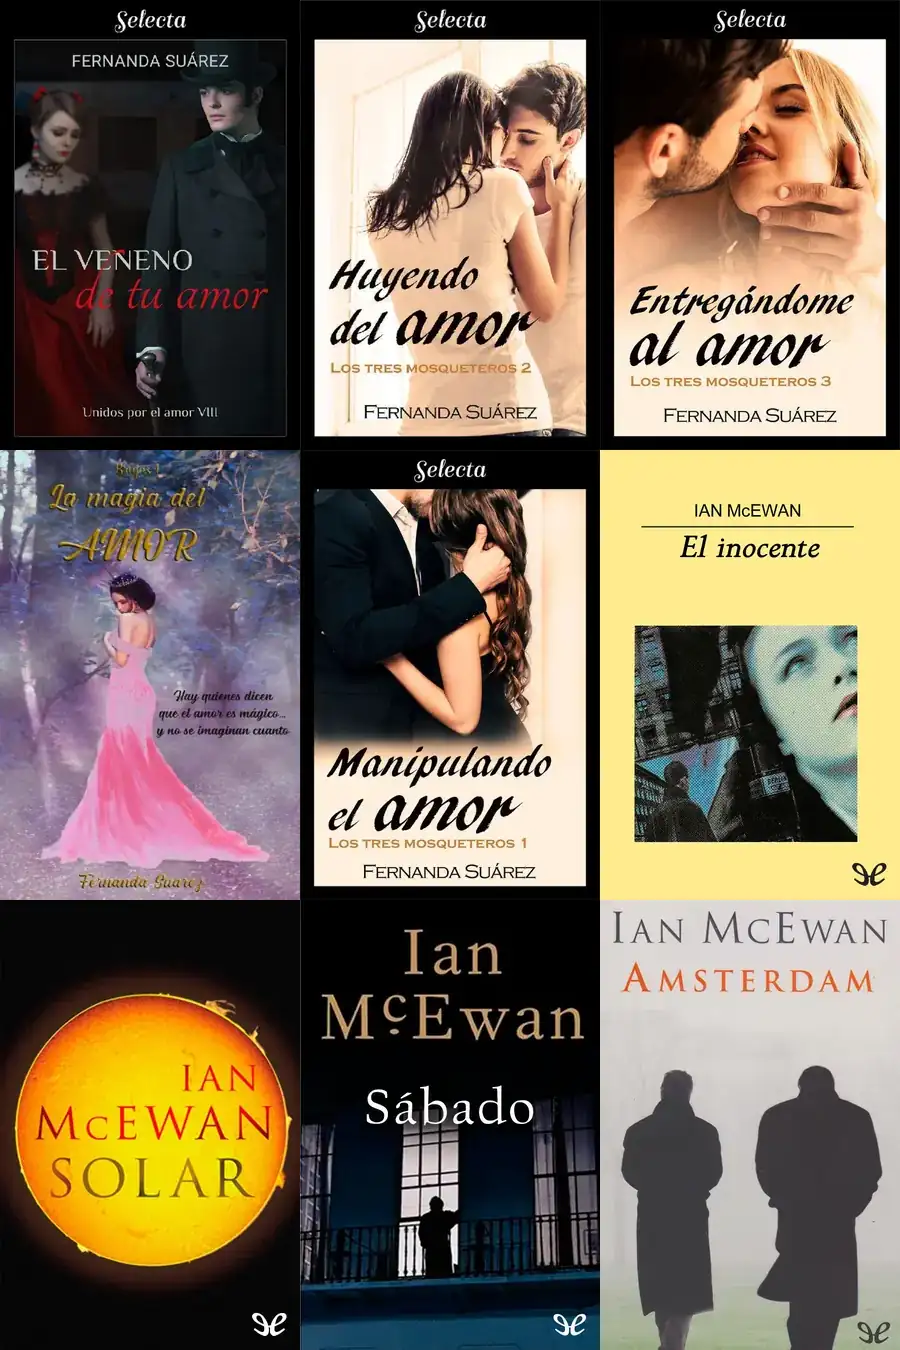 Selecta
FERNANDA SUÁREZ
EL VENENO
de tu amor
Unidos por el amor VIII
Selecta
Huyendo
del amor
LOS TRES MOSQUETEROS 2
FERNANDA SUÁREZ
Selecta
Entregándome
al amor
LOS TRES MOSQUETEROS 3
FERNANDA SUÁREZ
La magia del
AMOR
Hay quienes dicen
que el amor es mágico...
y no se imaginan cuanto
Fernanda Suarez
Selecta
Manipulando
el amor
LOS TRES MOSQUETEROS 1
FERNANDA SUÁREZ
IAN McEWAN
El inocente
IAN
McEWAN
SOLAR
Ian
McEwan
Sábado
IAN McEWAN
AMSTERDAM